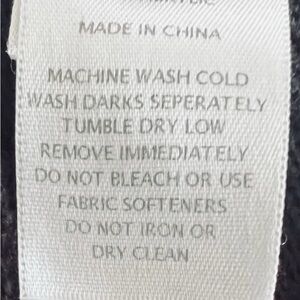 MADE IN CHINA
MACHINE WASH COLD
WASH DARKS SEPERATELY
TUMBLE DRY LOW
REMOVE IMMEDIATELY
DO NOT BLEACH OR USE
FABRIC SOFTENERS
DO NOT IRON OR
DRY CLEAN